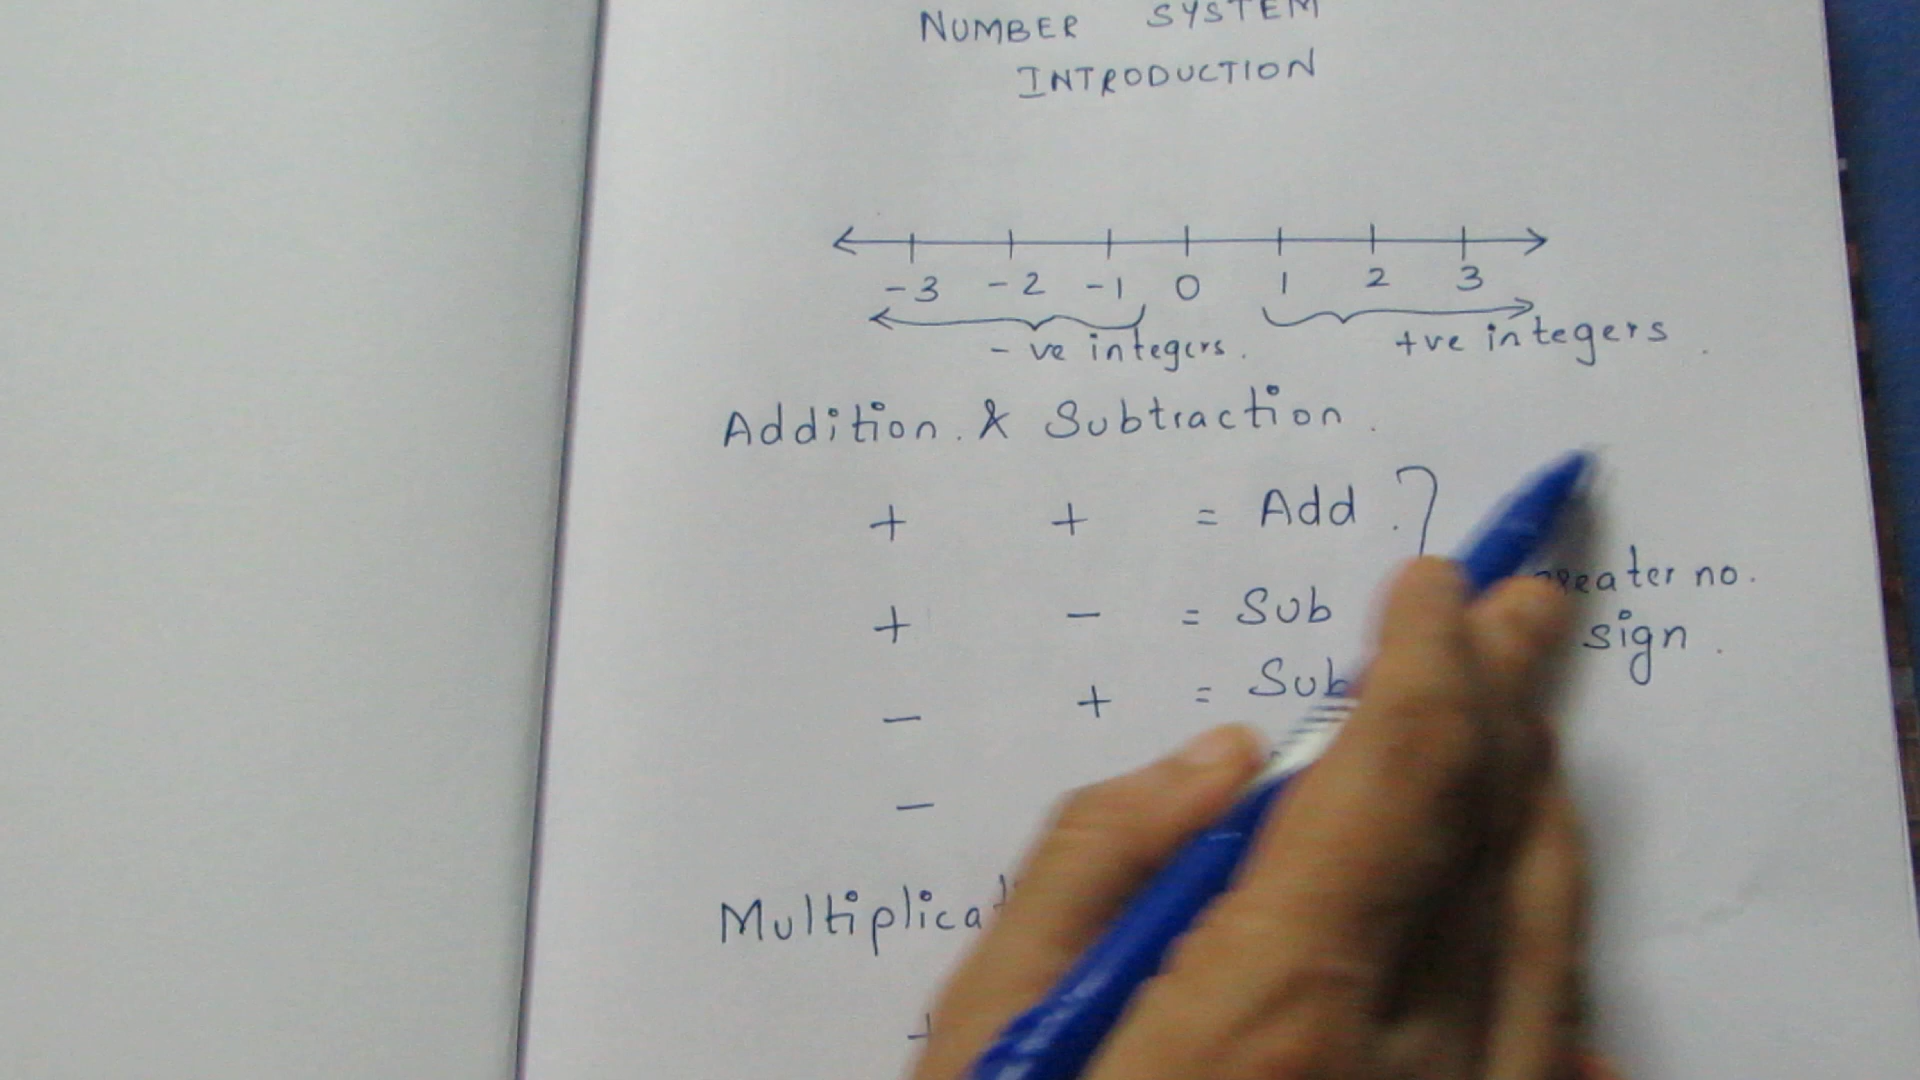 NUMBER SYSTEM
INTRODUCTION
-3 -2 -1 0 1 2 3
-ve integers. +ve integers.
Addition & Subtraction.
+ + = Add
+ - = Sub
- + = Sub
no.
sign.
-
+